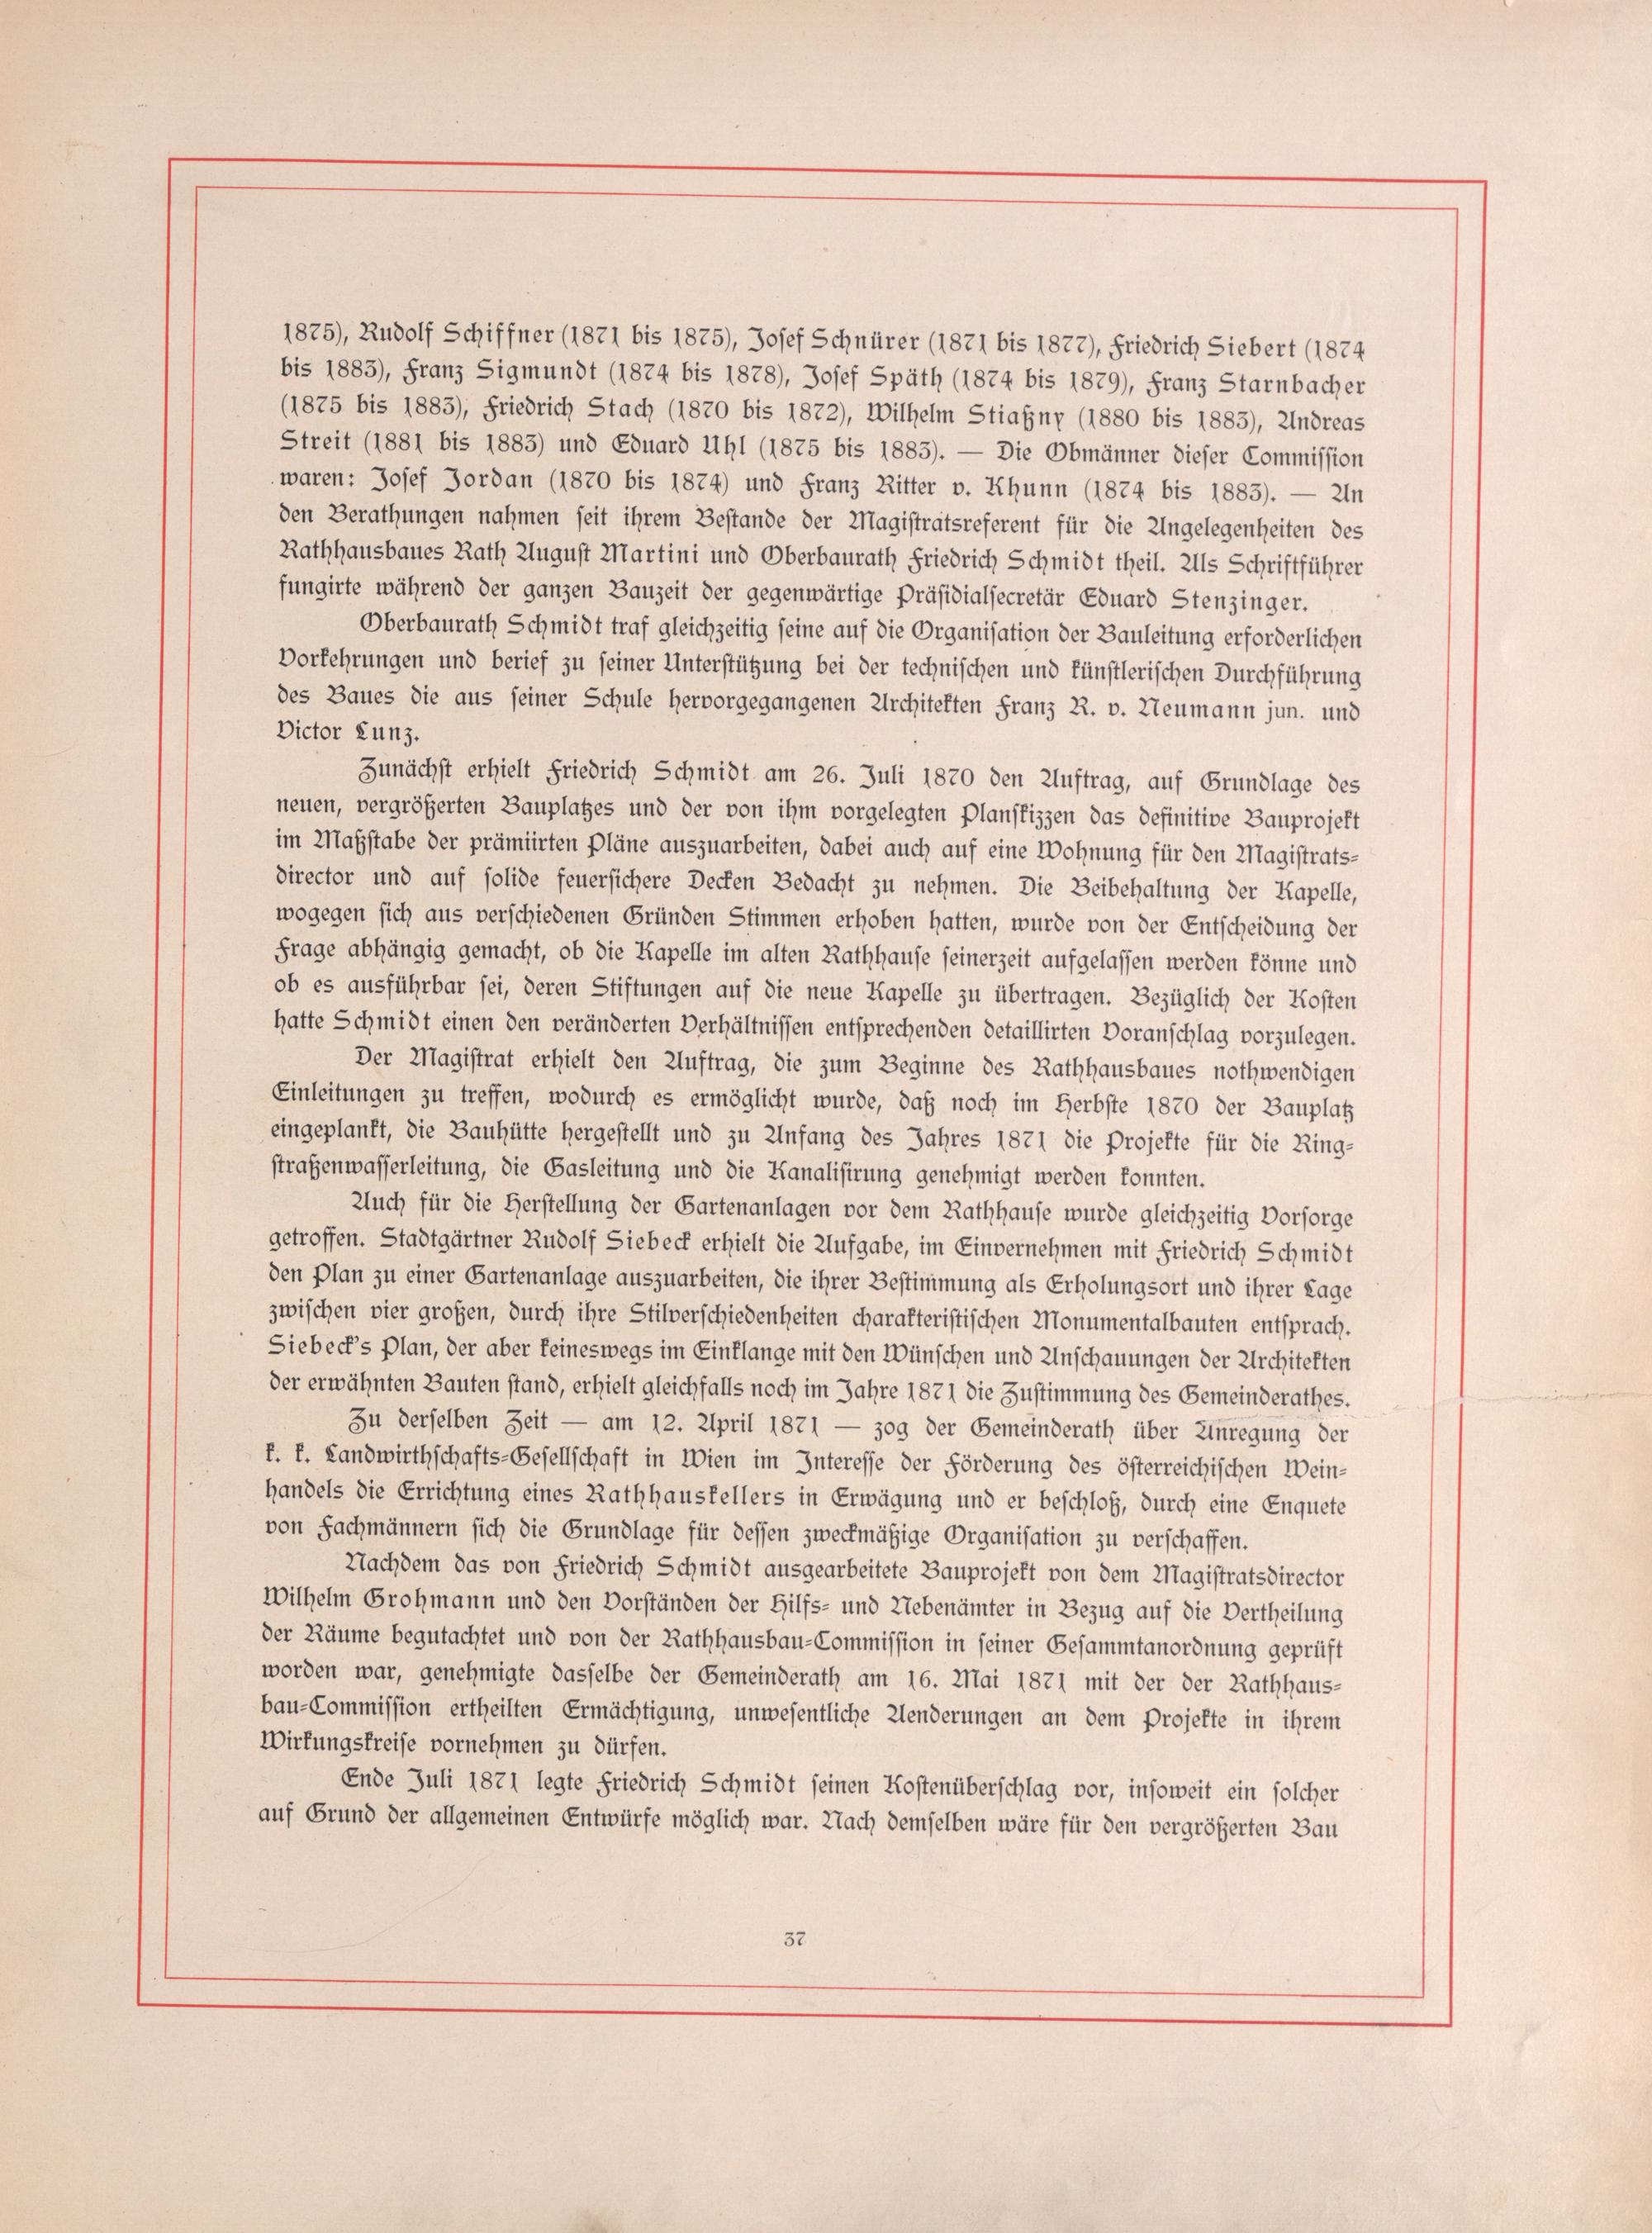 1875), Rudolf Schiffner (1871 bis 1875), Josef Schnürer (1871 bis 1877), Friedrich Siebert (1874
bis 1883), Franz Sigmundt (1874 bis 1878), Josef Späth (1874 bis 1879), Franz Starnbacher
(1875 bis 1883), Friedrich Stach (1870 bis 1872), Wilhelm Stiaßny (1880 bis 1883), Andreas
Streit (1881 bis 1883) und Eduard Uhl (1875 bis 1883). — Die Obmänner dieser Commission
waren: Josef Jordan (1870 bis 1874) und Franz Ritter v. Khunn (1874 bis 1883). — An
den Berathungen nahmen seit ihrem Bestande der Magistratsreferent für die Angelegenheiten des
Rathhausbaues Rath August Martini und Oberbaurath Friedrich Schmidt theil. Als Schriftführer
fungirte während der ganzen Bauzeit der gegenwärtige Präsidialsecretär Eduard Stenzinger.
Oberbaurath Schmidt traf gleichzeitig seine auf die Organisation der Bauleitung erforderlichen
Vorkehrungen und berief zu seiner Unterstützung bei der technischen und künstlerischen Durchführung
des Baues die aus seiner Schule hervorgegangenen Architekten Franz R. v. Neumann jun. und
Victor Lunz.
Zunächst erhielt Friedrich Schmidt am 26. Juli 1870 den Auftrag, auf Grundlage des
neuen, vergrößerten Bauplatzes und der von ihm vorgelegten Planskizzen das definitive Bauprojekt
im Maßstabe der prämiirten Pläne auszuarbeiten, dabei auch auf eine Wohnung für den Magistrats-
director und auf solide feuersichere Decken Bedacht zu nehmen. Die Beibehaltung der Kapelle,
wogegen sich aus verschiedenen Gründen Stimmen erhoben hatten, wurde von der Entscheidung der
Frage abhängig gemacht, ob die Kapelle im alten Rathhause seinerzeit aufgelassen werden könne und
ob es ausführbar sei, deren Stiftungen auf die neue Kapelle zu übertragen. Bezüglich der Kosten
hatte Schmidt einen den veränderten Verhältnissen entsprechenden detaillirten Voranschlag vorzulegen.
Der Magistrat erhielt den Auftrag, die zum Beginne des Rathhausbaues nothwendigen
Einleitungen zu treffen, wodurch es ermöglicht wurde, daß noch im Herbste 1870 der Bauplatz
eingeplankt, die Bauhütte hergestellt und zu Anfang des Jahres 1871 die Projekte für die Ring-
straßenwasserleitung, die Gasleitung und die Kanalisirung genehmigt werden konnten.
Auch für die Herstellung der Gartenanlagen vor dem Rathhause wurde gleichzeitig Vorsorge
getroffen. Stadtgärtner Rudolf Siebeck erhielt die Aufgabe, im Einvernehmen mit Friedrich Schmidt
den Plan zu einer Gartenanlage auszuarbeiten, die ihrer Bestimmung als Erholungsort und ihrer Lage
zwischen vier großen, durch ihre Stilverschiedenheiten charakteristischen Monumentalbauten entsprach.
Siebeck's Plan, der aber keineswegs im Einklange mit den Wünschen und Anschauungen der Architekten
der erwähnten Bauten stand, erhielt gleichfalls noch im Jahre 1871 die Zustimmung des Gemeinderathes.
Zu derselben Zeit — am 12. April 1871 — zog der Gemeinderath über Anregung der
k. k. Landwirthschafts-Gesellschaft in Wien im Interesse der Förderung des österreichischen Wein-
handels die Errichtung eines Rathhauskellers in Erwägung und er beschloß, durch eine Enquete
von Fachmännern sich die Grundlage für dessen zweckmäßige Organisation zu verschaffen.
Nachdem das von Friedrich Schmidt ausgearbeitete Bauprojekt von dem Magistratsdirector
Wilhelm Grohmann und den Vorständen der Hilfs- und Nebenämter in Bezug auf die Vertheilung
der Räume begutachtet und von der Rathhausbau-Commission in seiner Gesammtanordnung geprüft
worden war, genehmigte dasselbe der Gemeinderath am 16. Mai 1871 mit der der Rathhaus-
bau-Commission ertheilten Ermächtigung, unwesentliche Aenderungen an dem Projekte in ihrem
Wirkungskreise vornehmen zu dürfen.
Ende Juli 1871 legte Friedrich Schmidt seinen Kostenüberschlag vor, insoweit ein solcher
auf Grund der allgemeinen Entwürfe möglich war. Nach demselben wäre für den vergrößerten Bau
37